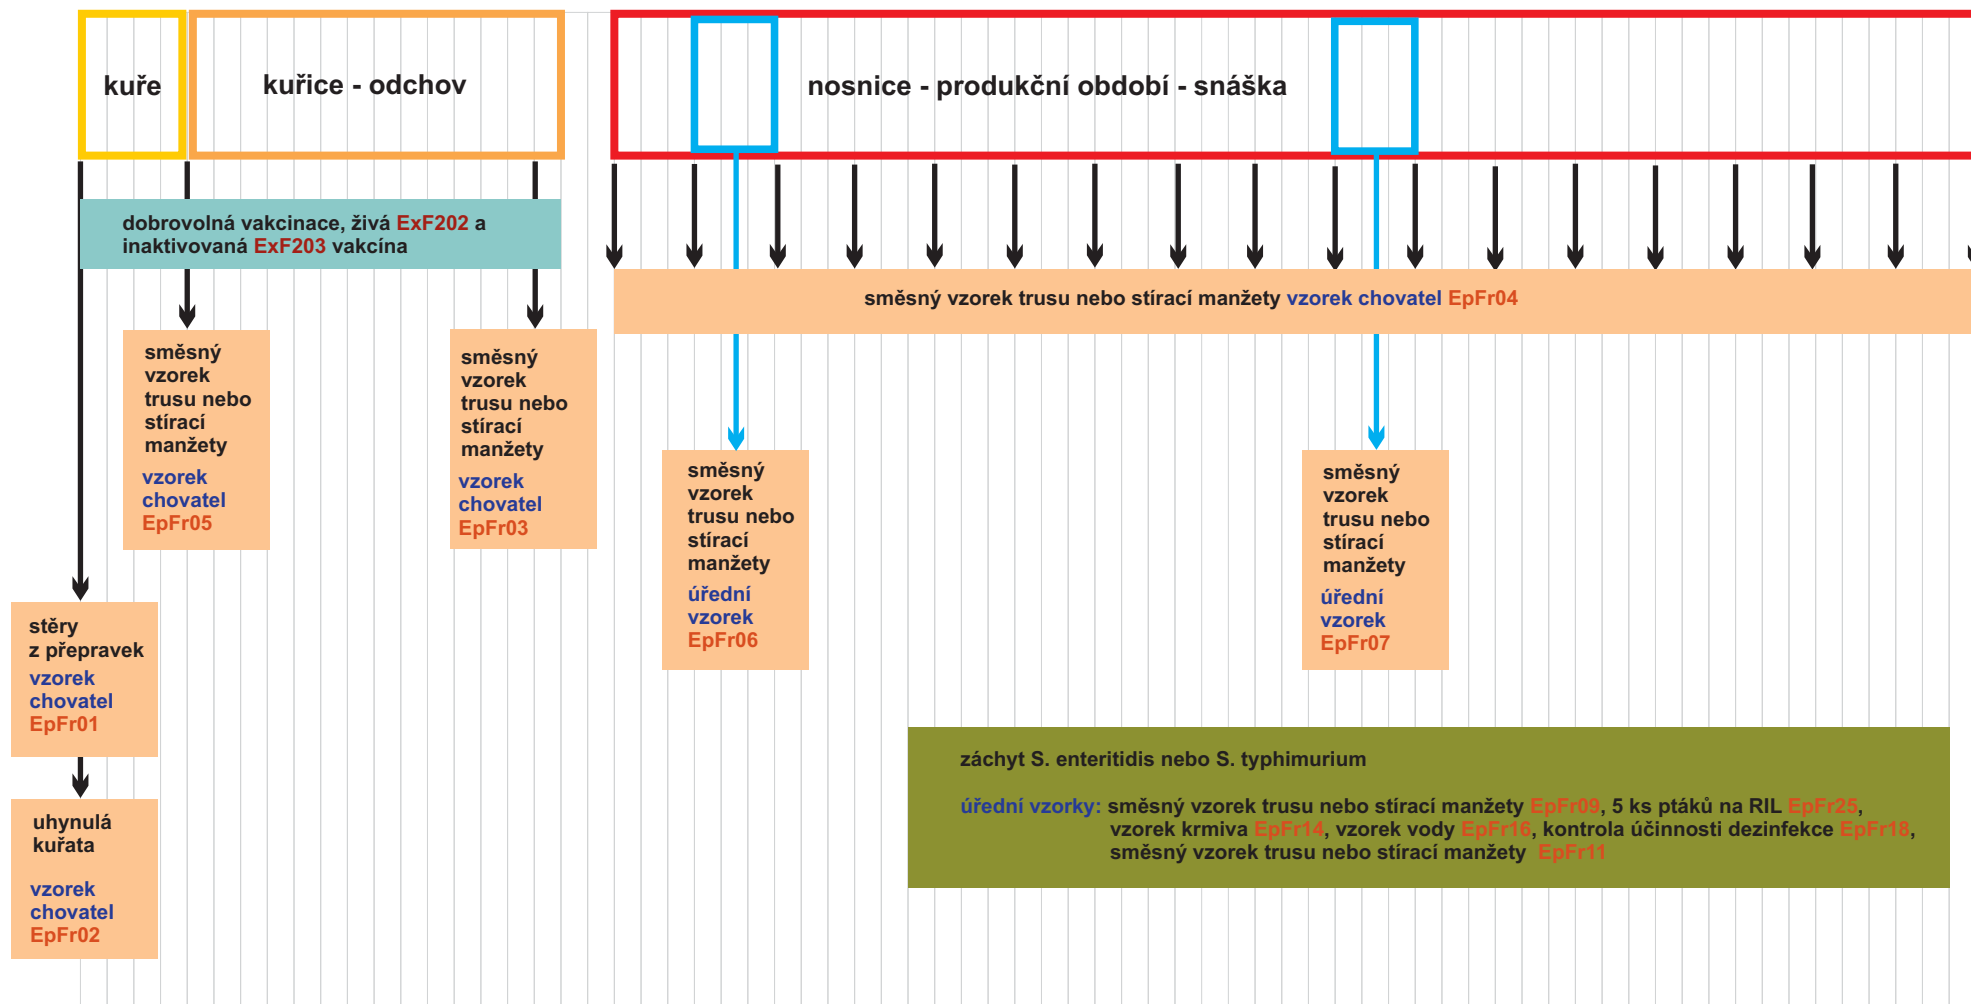 kuře
kuřice - odchov
nosnice - produkční období - snáška
dobrovolná vakcinace, živá ExF202 a
inaktivovaná ExF203 vakcína
směsný vzorek trusu nebo stírací manžety vzorek chovatel EpFr04
směsný
vzorek
trusu nebo
stírací
manžety
vzorek
chovatel
EpFr05
směsný
vzorek
trusu nebo
stírací
manžety
vzorek
chovatel
EpFr03
směsný
vzorek
trusu nebo
stírací
manžety
úřední
vzorek
EpFr06
směsný
vzorek
trusu nebo
stírací
manžety
úřední
vzorek
EpFr07
stěry
z přepravek
vzorek
chovatel
EpFr01
uhynulá
kuřata
vzorek
chovatel
EpFr02
záchyt S. enteritidis nebo S. typhimurium
úřední vzorky: směsný vzorek trusu nebo stírací manžety EpFr09, 5 ks ptáků na RIL EpFr25,
vzorek krmiva EpFr14, vzorek vody EpFr16, kontrola účinnosti dezinfekce EpFr18,
směsný vzorek trusu nebo stírací manžety EpFr11